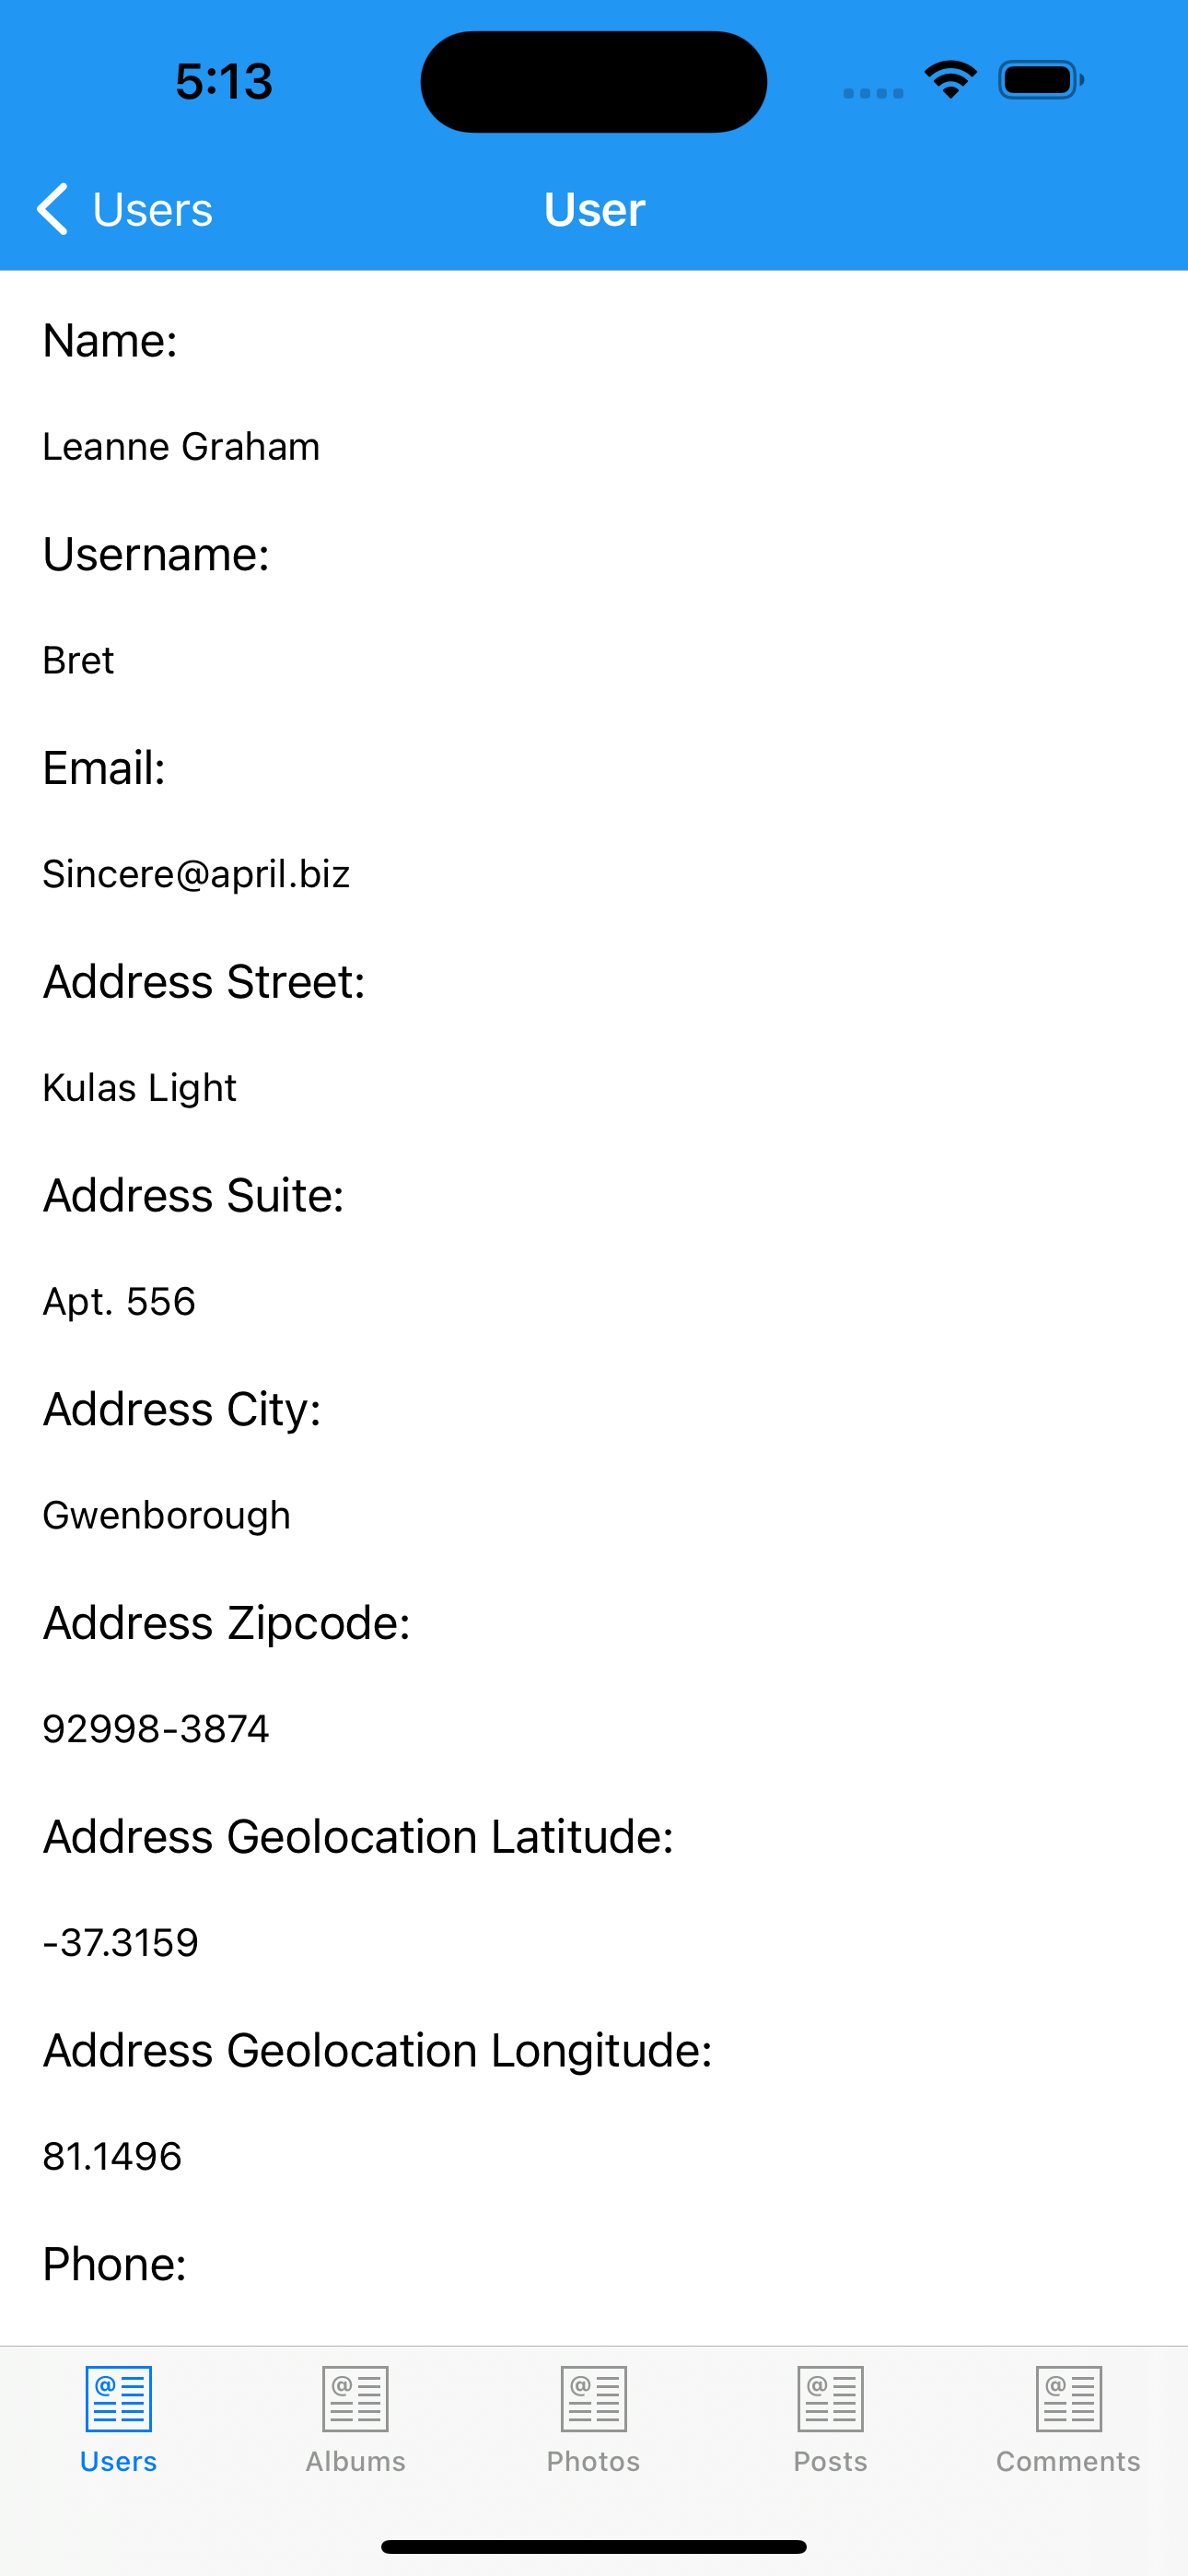 5:13
Users
User
Name:
Leanne Graham
Username:
Bret
Email:
Sincere@april.biz
Address Street:
Kulas Light
Address Suite:
Apt. 556
Address City:
Gwenborough
Address Zipcode:
92998-3874
Address Geolocation Latitude:
-37.3159
Address Geolocation Longitude:
81.1496
Phone:
Users Albums Photos Posts Comments